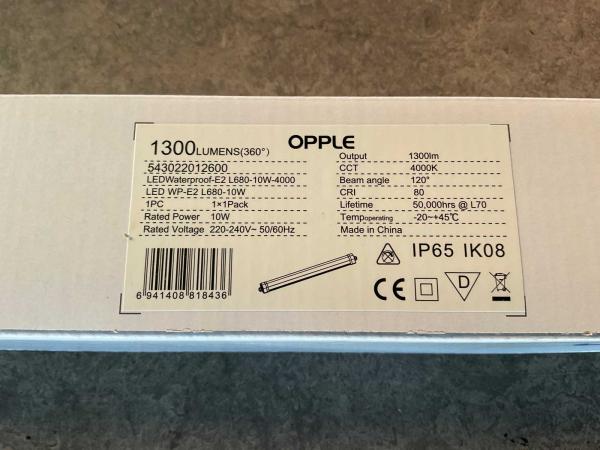 OPPLE
1300LUMENS(360°)
543022012600
LEDWaterproof-E2 L680-10W-4000
LED WP-E2 L680-10W
1PC 1×1Pack
Rated Power 10W
Rated Voltage 220-240V~ 50/60Hz
Output 1300lm
CCT 4000K
Beam angle 120°
CRI 80
Lifetime 50,000hrs @ L70
Tempoperating -20~+45℃
Made in China
IP65 IK08
CE
D
6 941408 818436